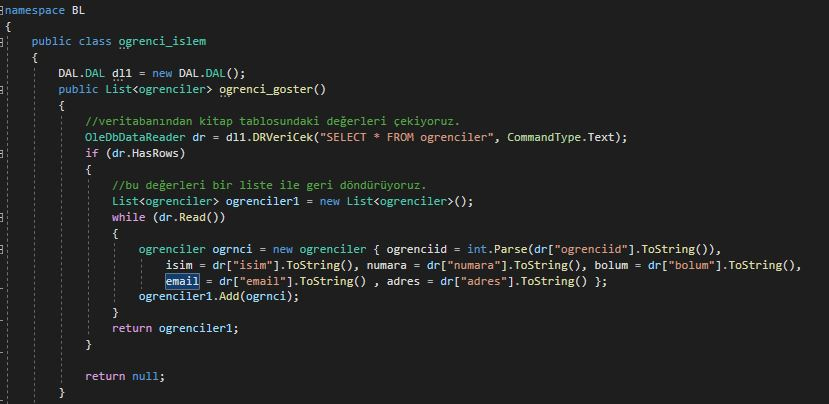 namespace BL
{
public class ogrenci_islem
{
DAL.DAL dl1 = new DAL.DAL();
public List<ogrenciler> ogrenci_goster()
{
//veritabanından kitap tablosundaki değerleri çekiyoruz.
OleDbDataReader dr = dl1.DRVeriCek("SELECT * FROM ogrenciler", CommandType.Text);
if (dr.HasRows)
{
//bu değerleri bir liste ile geri döndürüyoruz.
List<ogrenciler> ogrenciler1 = new List<ogrenciler>();
while (dr.Read())
{
ogrenciler ogrnci = new ogrenciler { ogrenciid = int.Parse(dr["ogrenciid"].ToString()),
isim = dr["isim"].ToString(), numara = dr["numara"].ToString(), bolum = dr["bolum"].ToString(),
email = dr["email"].ToString() , adres = dr["adres"].ToString() };
ogrenciler1.Add(ogrnci);
}
return ogrenciler1;
}
return null;
}